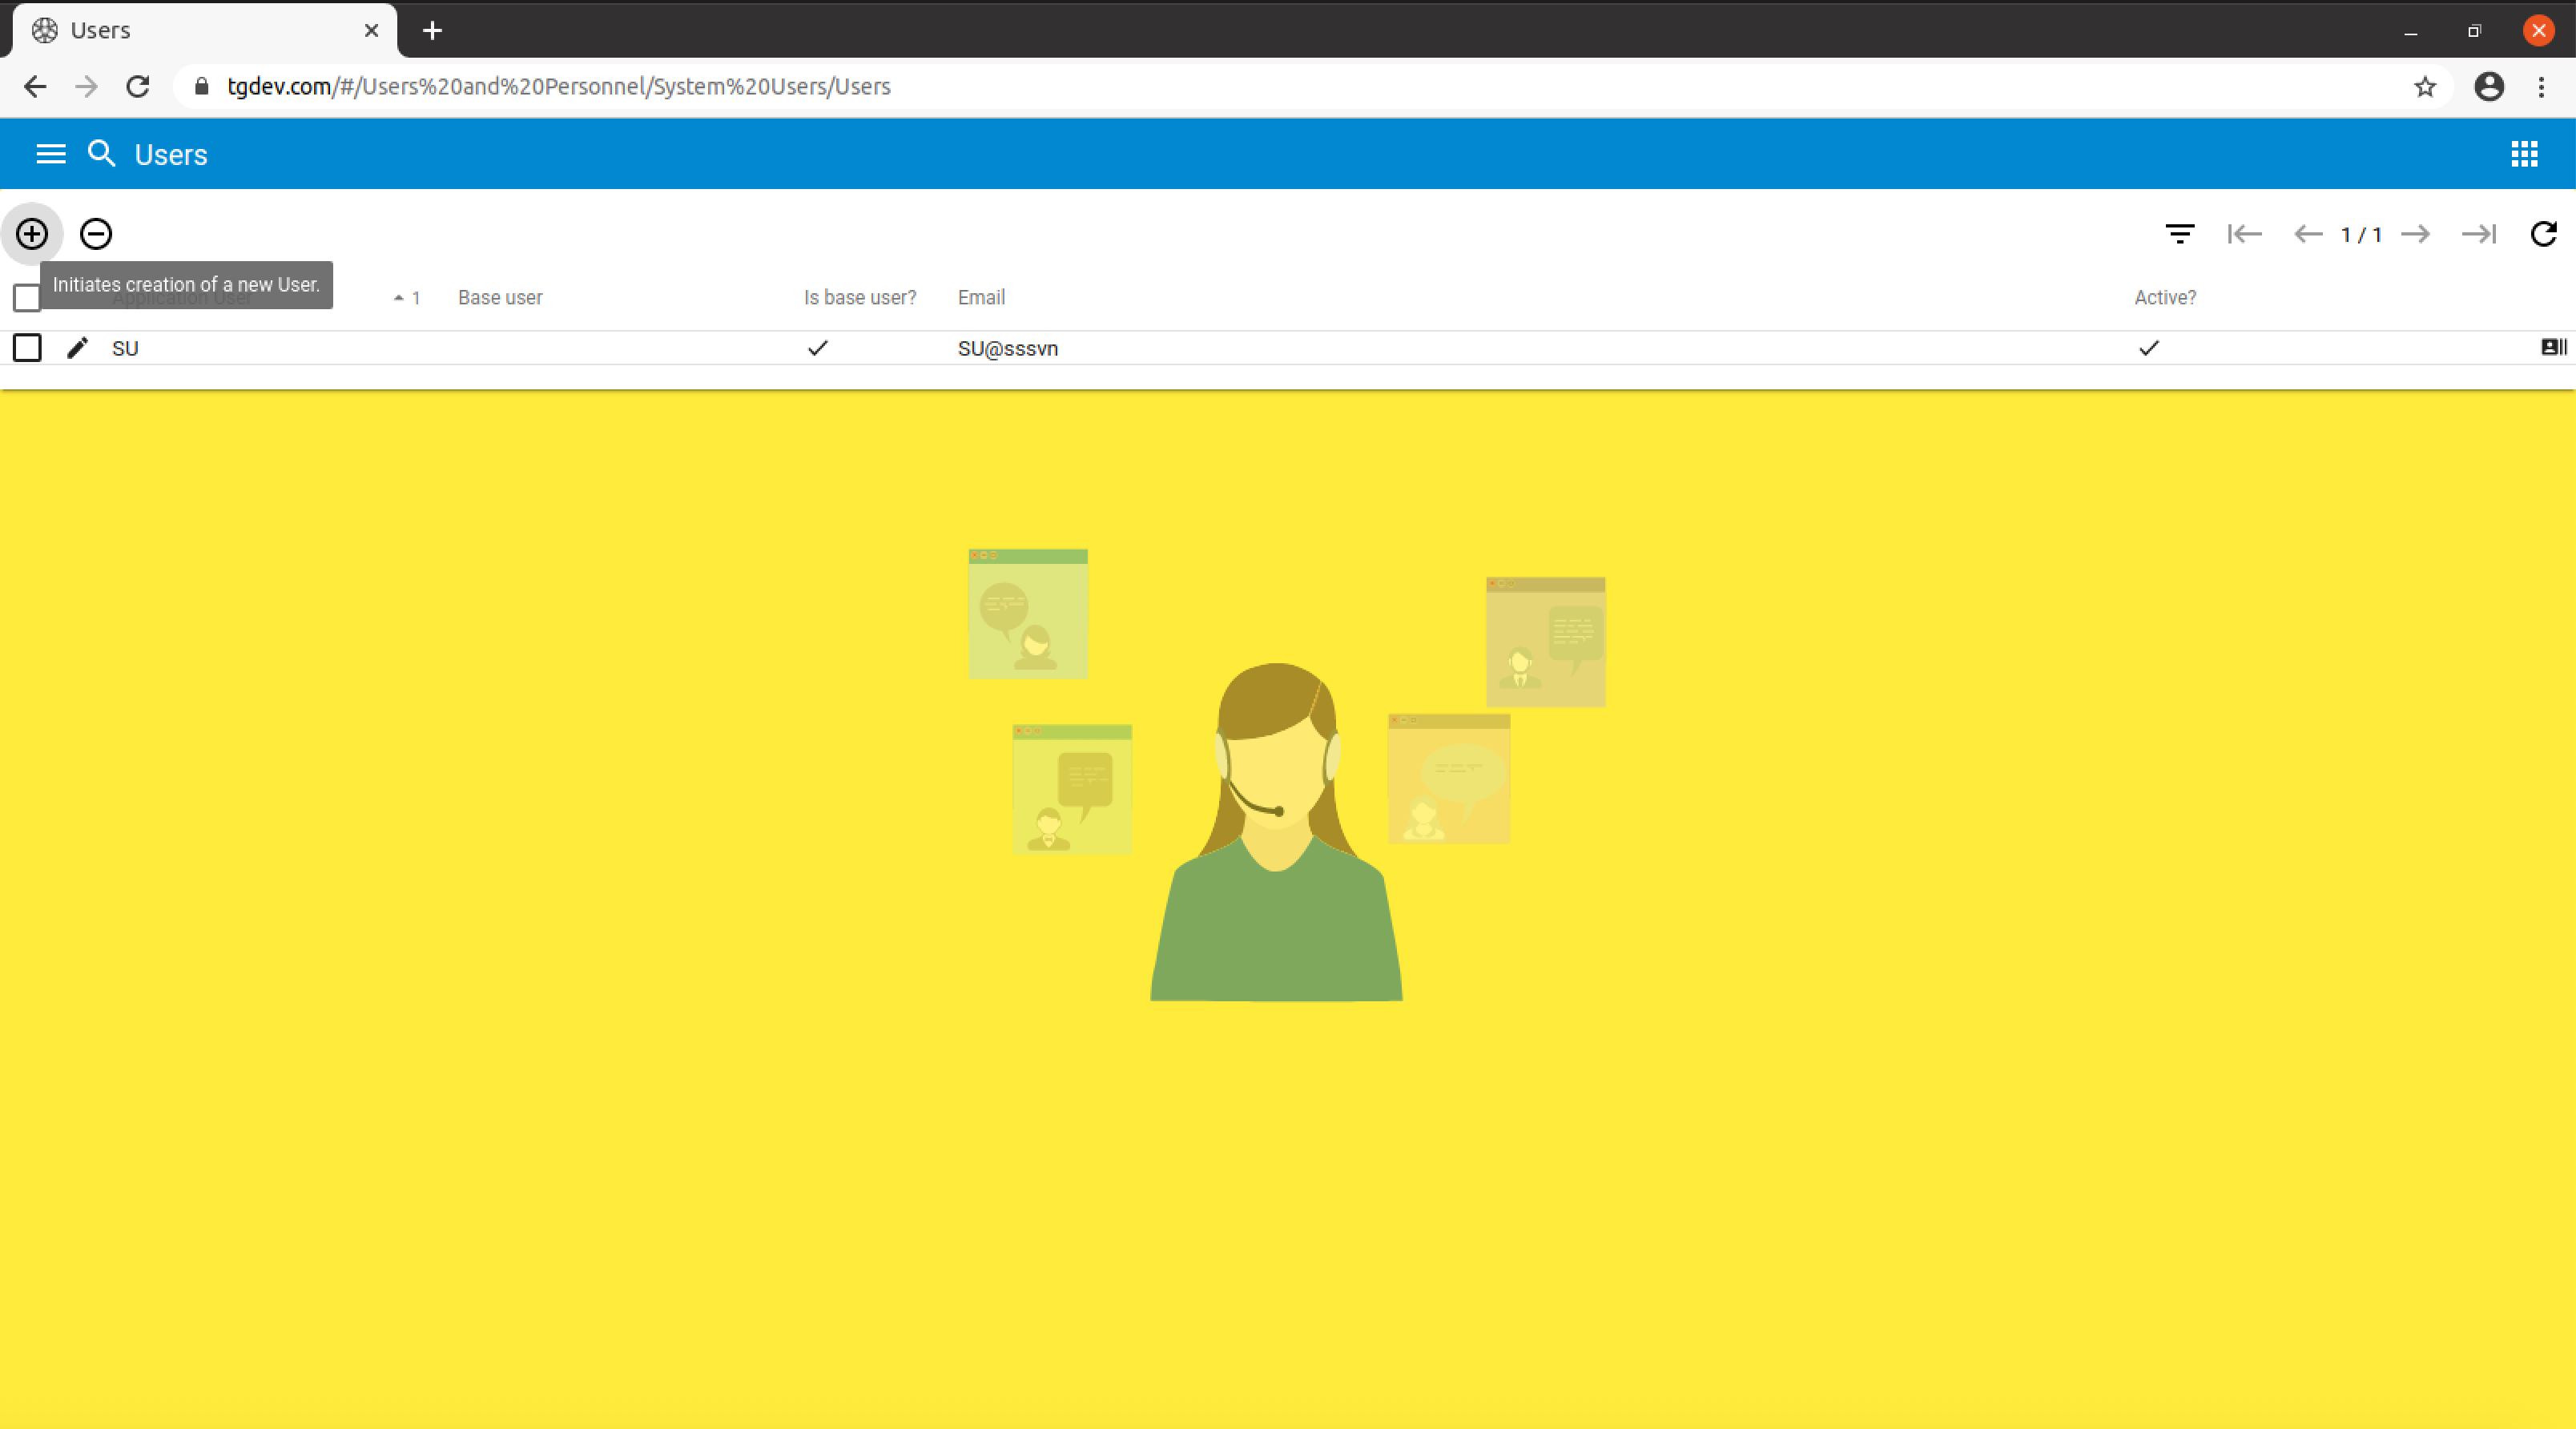 Users
tgdev.com/#/Users%20and%20Personnel/System%20Users/Users
Users
1 / 1
Initiates creation of a new User.
Application User 1 Base user Is base user? Email Active?
SU SU@sssvn